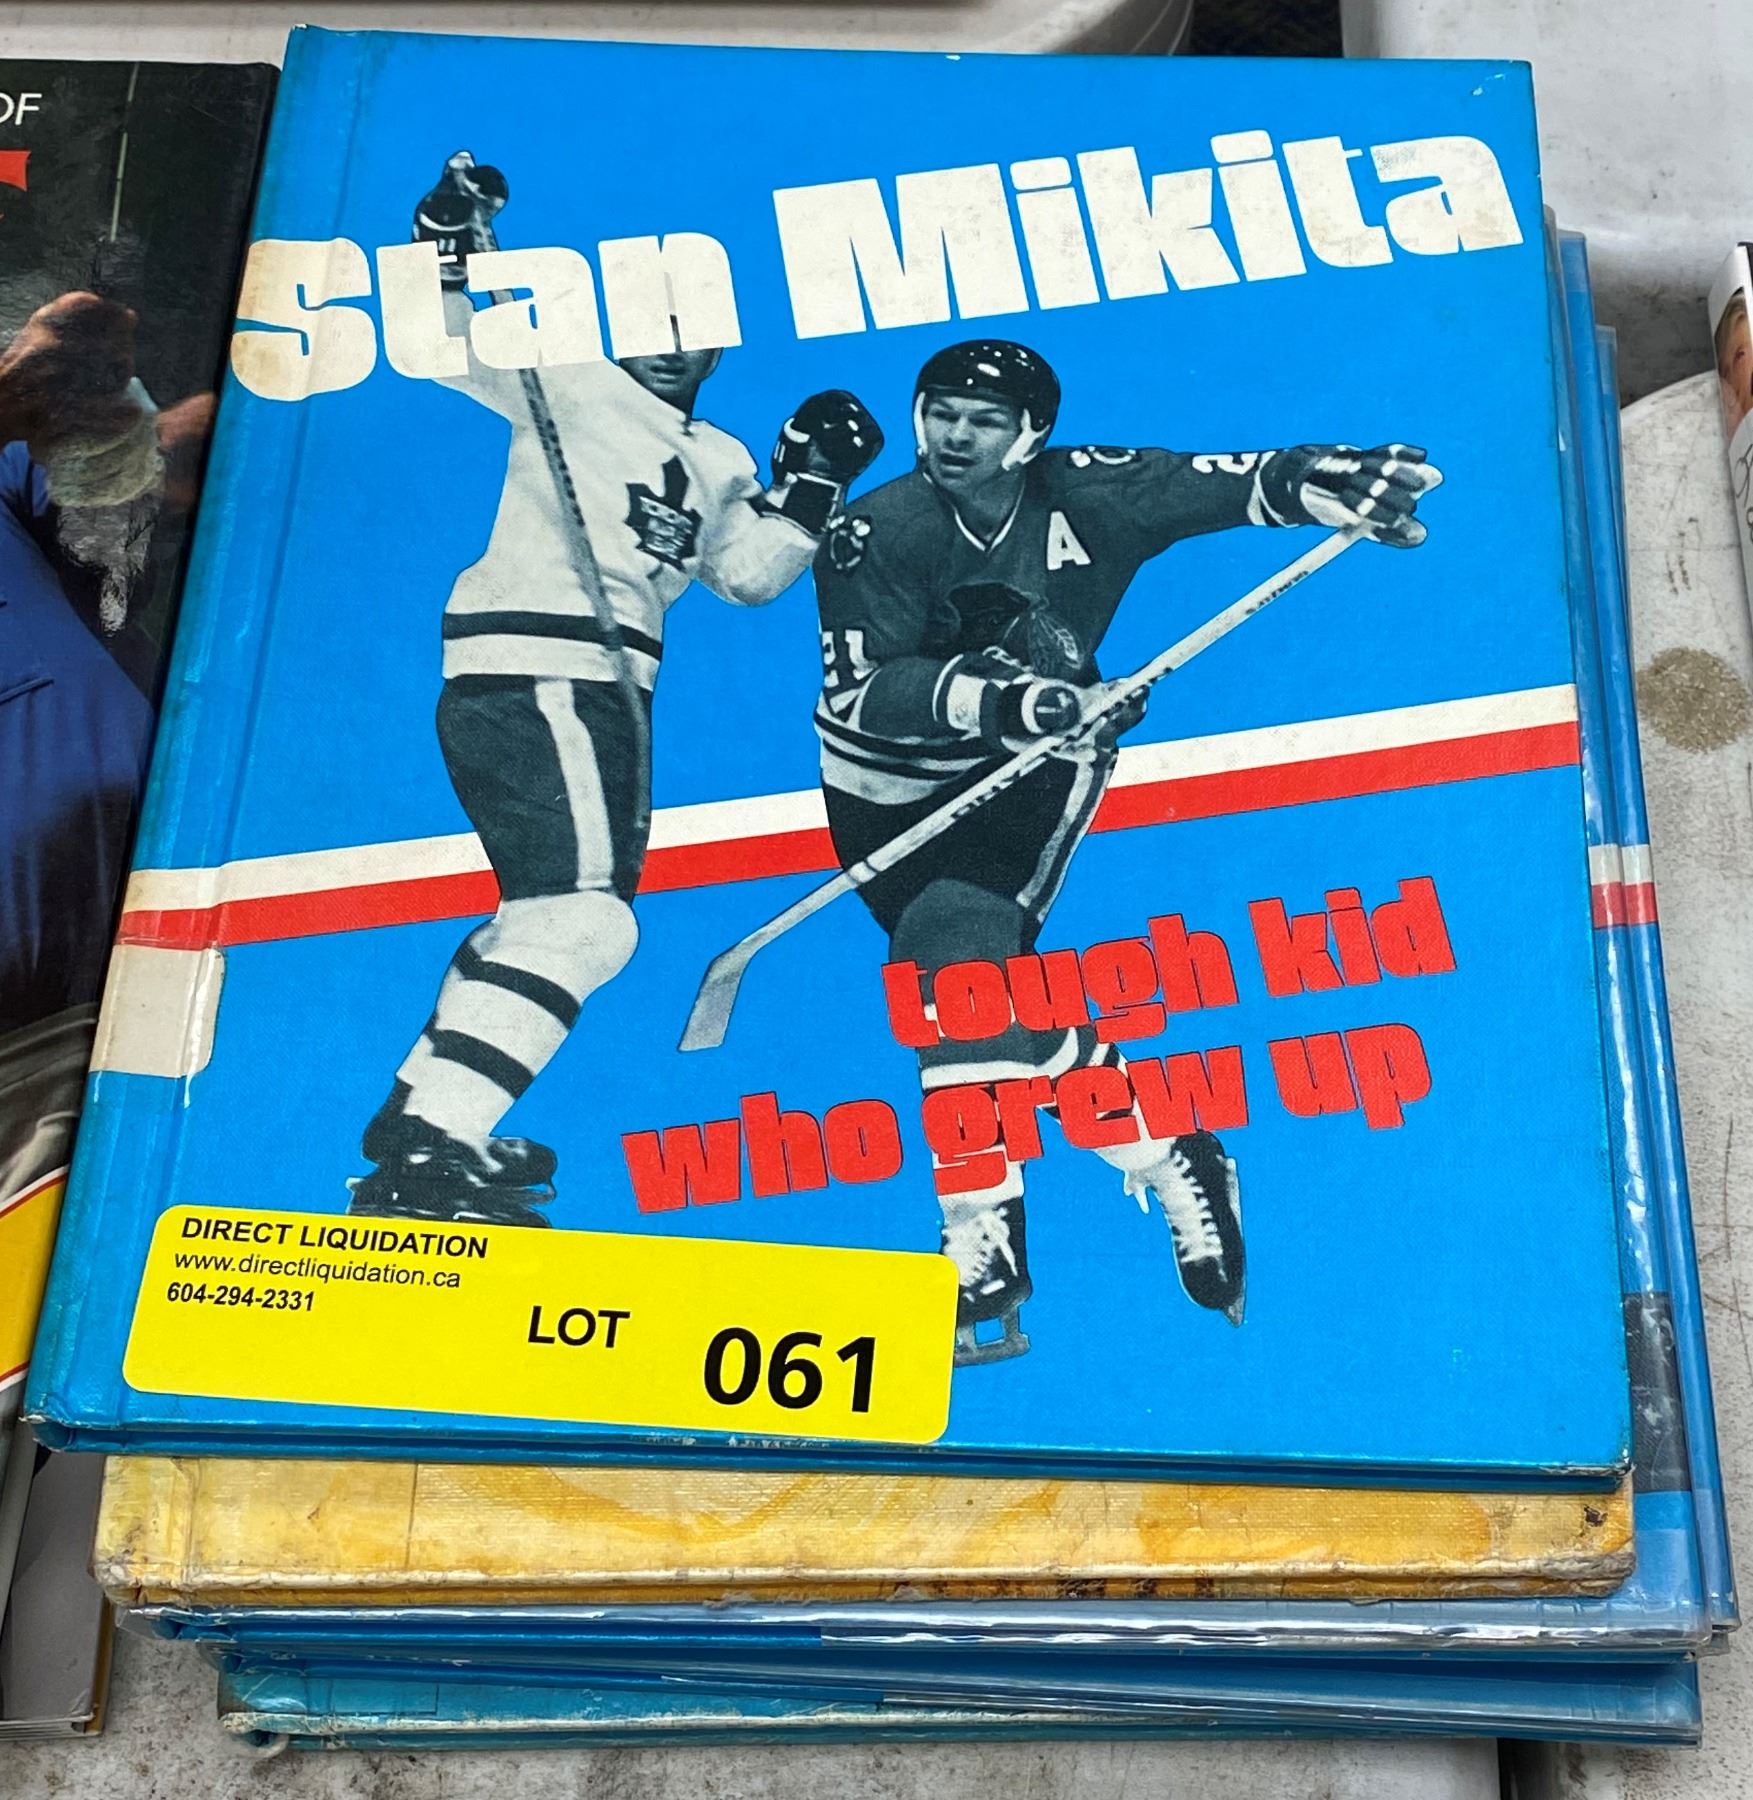 OF
Stan Mikita
A
21
tough kid
who grew up
DIRECT LIQUIDATION
www.directliquidation.ca
604-294-2331
LOT 061